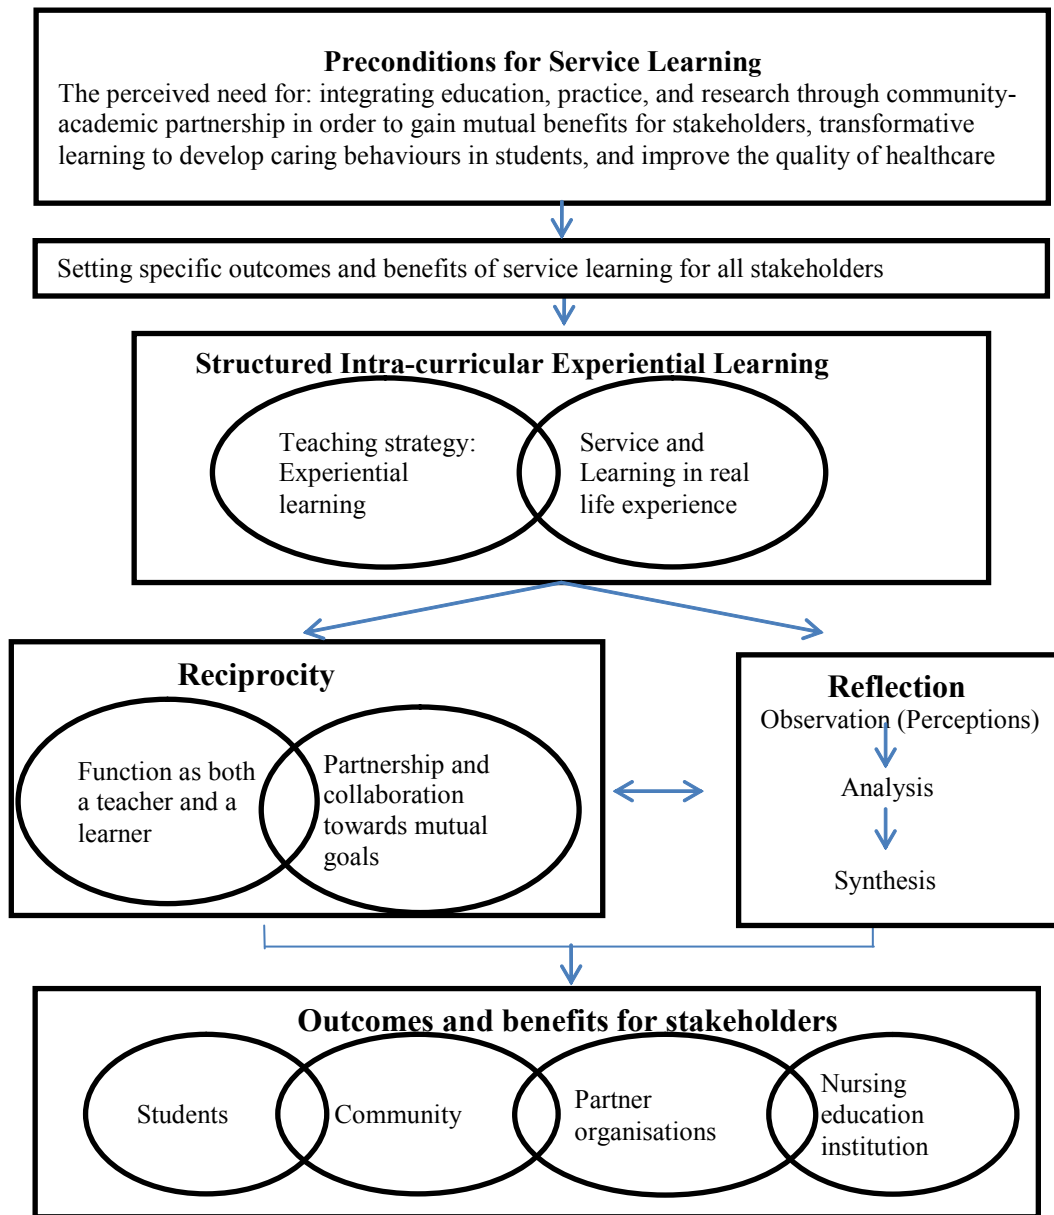 Preconditions for Service Learning
The perceived need for: integrating education, practice, and research through community-
academic partnership in order to gain mutual benefits for stakeholders, transformative
learning to develop caring behaviours in students, and improve the quality of healthcare
Setting specific outcomes and benefits of service learning for all stakeholders
Structured Intra-curricular Experiential Learning
Teaching strategy:
Experiential
learning
Service and
Learning in real
life experience
Reciprocity
Function as both
a teacher and a
learner
Partnership and
collaboration
towards mutual
goals
Reflection
Observation (Perceptions)
Analysis
Synthesis
Outcomes and benefits for stakeholders
Students
Community
Partner
organisations
Nursing
education
institution